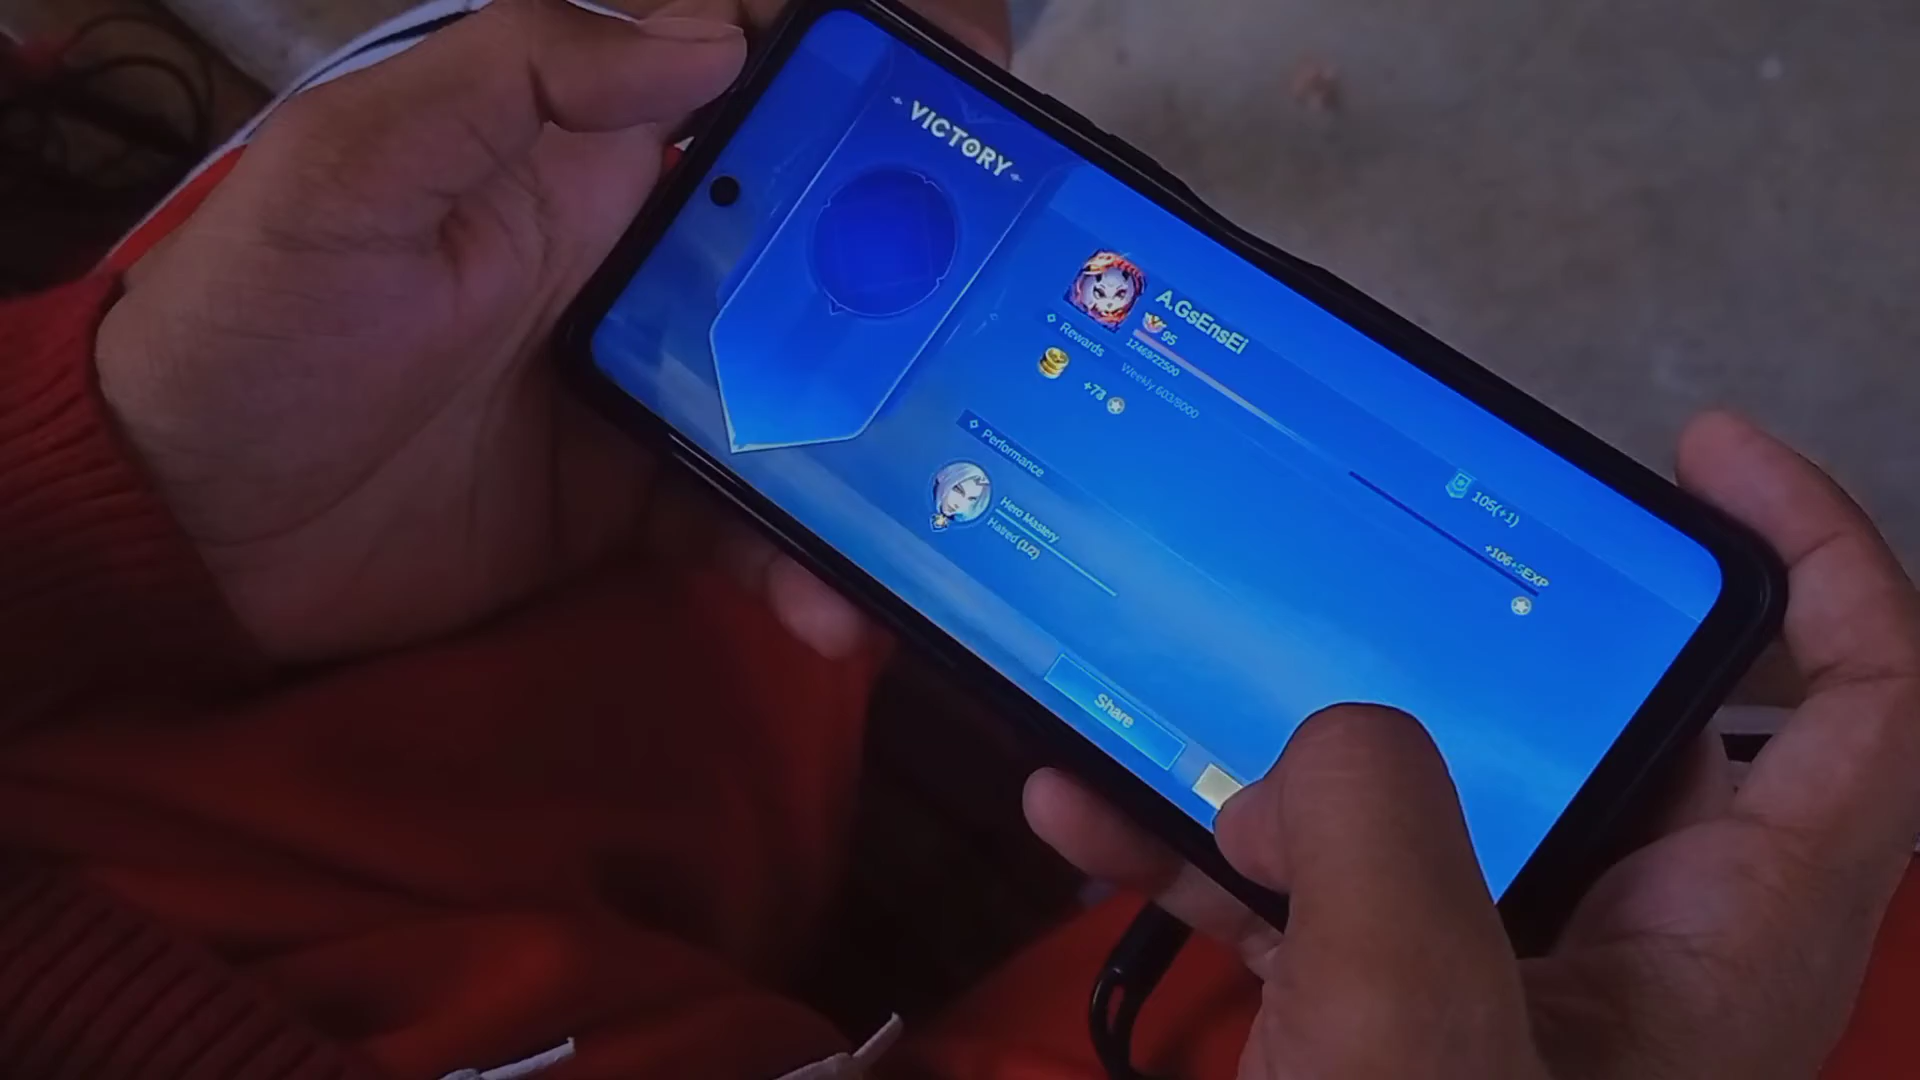 VICTORY
A.GsEnsEi
95
12469/22500
Weekly 603/8000
Rewards
+73
105(+1)
+106+5EXP
Performance
Hero Mastery
Hatred (1/2)
Share